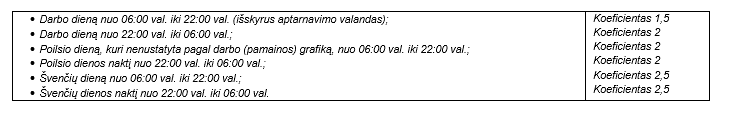 • Darbo dieną nuo 06:00 val. iki 22:00 val. (išskyrus aptarnavimo valandas); Koeficientas 1,5
• Darbo dieną nuo 22:00 val. iki 06:00 val.; Koeficientas 2
• Poilsio dieną, kuri nenustatyta pagal darbo (pamainos) grafiką, nuo 06:00 val. iki 22:00 val.; Koeficientas 2
• Poilsio dienos naktį nuo 22:00 val. iki 06:00 val.; Koeficientas 2
• Švenčių dieną nuo 06:00 val. iki 22:00 val.; Koeficientas 2,5
• Švenčių dienos naktį nuo 22:00 val. iki 06:00 val. Koeficientas 2,5